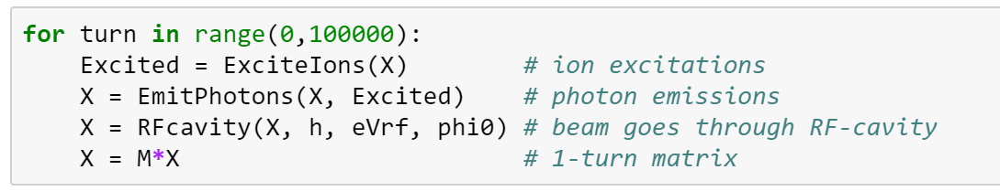 for turn in range(0,100000):
    Excited = ExciteIons(X)        # ion excitations
    X = EmitPhotons(X, Excited)    # photon emissions
    X = RFcavity(X, h, eVrf, phi0) # beam goes through RF-cavity
    X = M*X                        # 1-turn matrix